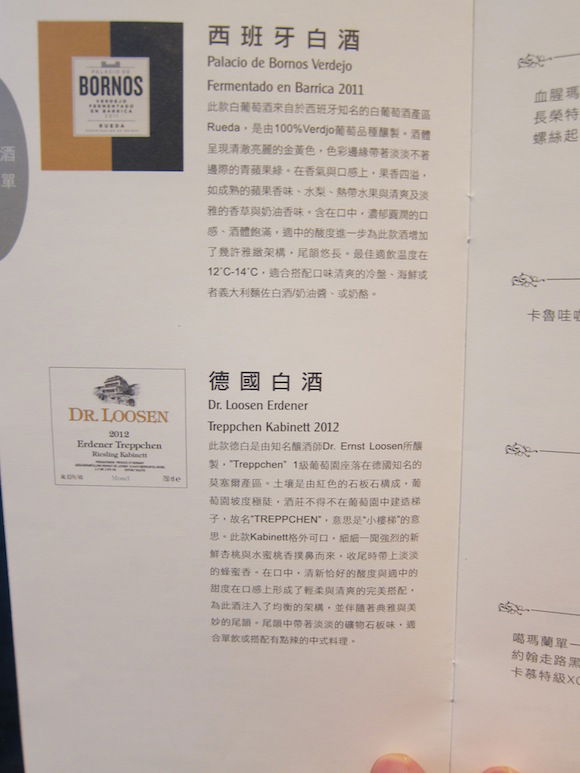 酒單
PALACIO DE
BORNOS
VERDEJO
FERMENTADO
EN BARRICA
2011
RUEDA
西班牙白酒
Palacio de Bornos Verdejo
Fermentado en Barrica 2011
此款白葡萄酒來自於西班牙知名的白葡萄酒產區
Rueda，是由100%Verdjo葡萄品種釀製。酒體
呈現清澈亮麗的金黃色，色彩邊緣帶著淡淡不著
邊際的青蘋果綠。在香氣與口感上，果香四溢，
如成熟的蘋果香味、水梨、熱帶水果與清爽及淡
雅的香草與奶油香味。含在口中，濃郁圓潤的口
感、酒體飽滿，適中的酸度進一步為此款酒增加
了幾許雅緻架構，尾韻悠長。最佳適飲溫度在
12˚C-14˚C，適合搭配口味清爽的冷盤、海鮮或
者義大利麵佐白酒/奶油醬、或奶酪。
DR. LOOSEN
2012
Erdener Treppchen
Riesling Kabinett
Mosel
750 ml e
德國白酒
Dr. Loosen Erdener
Treppchen Kabinett 2012
此款德白是由知名釀酒師Dr. Ernst Loosen所釀
製，"Treppchen" 1級葡萄園座落在德國知名的
莫塞爾產區。土壤是由紅色的石板石構成，葡
萄園坡度極陡，酒莊不得不在葡萄園中建造梯
子，故名"TREPPCHEN"，意思是"小樓梯"的意
思。此款Kabinett格外可口，細細一聞強烈的新
鮮杏桃與水蜜桃香撲鼻而來，收尾時帶上淡淡
的蜂蜜香。在口中，清新恰好的酸度與適中的
甜度在口感上形成了輕柔與清爽的完美搭配，
為此酒注入了均衡的架構，並伴隨著典雅與美
妙的尾韻。尾韻中帶著淡淡的礦物石板味，適
合單飲或搭配有點辣的中式料理。
血腥瑪
長榮特
螺絲起
卡魯哇咖
噶瑪蘭單一
約翰走路黑
卡慕特級XO